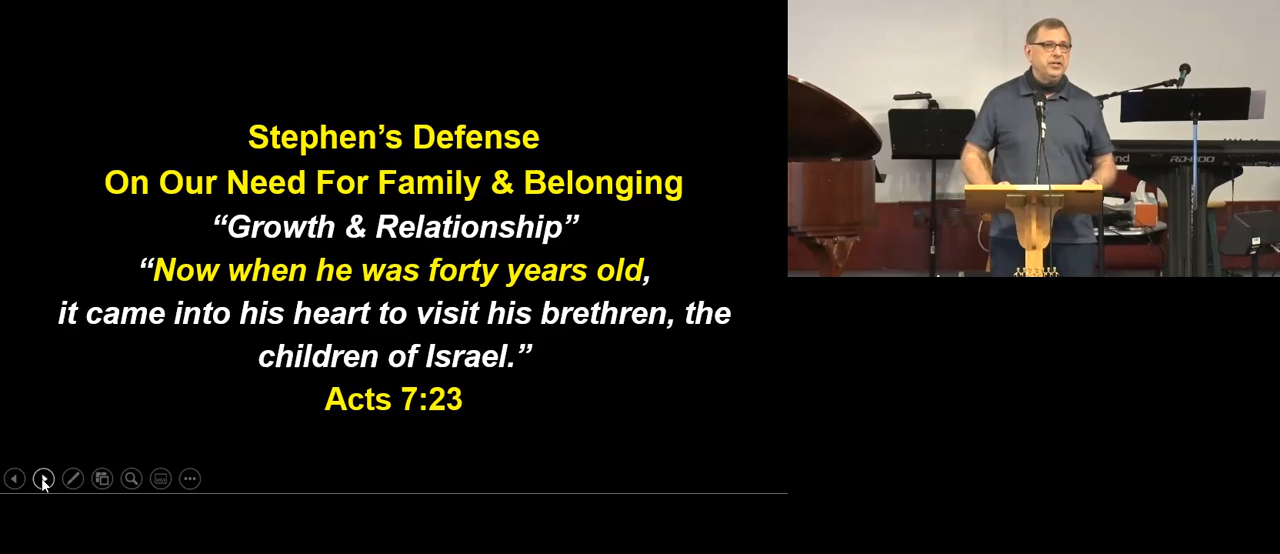 Stephen’s Defense
On Our Need For Family & Belonging
“Growth & Relationship”
“Now when he was forty years old,
it came into his heart to visit his brethren, the
children of Israel.”
Acts 7:23